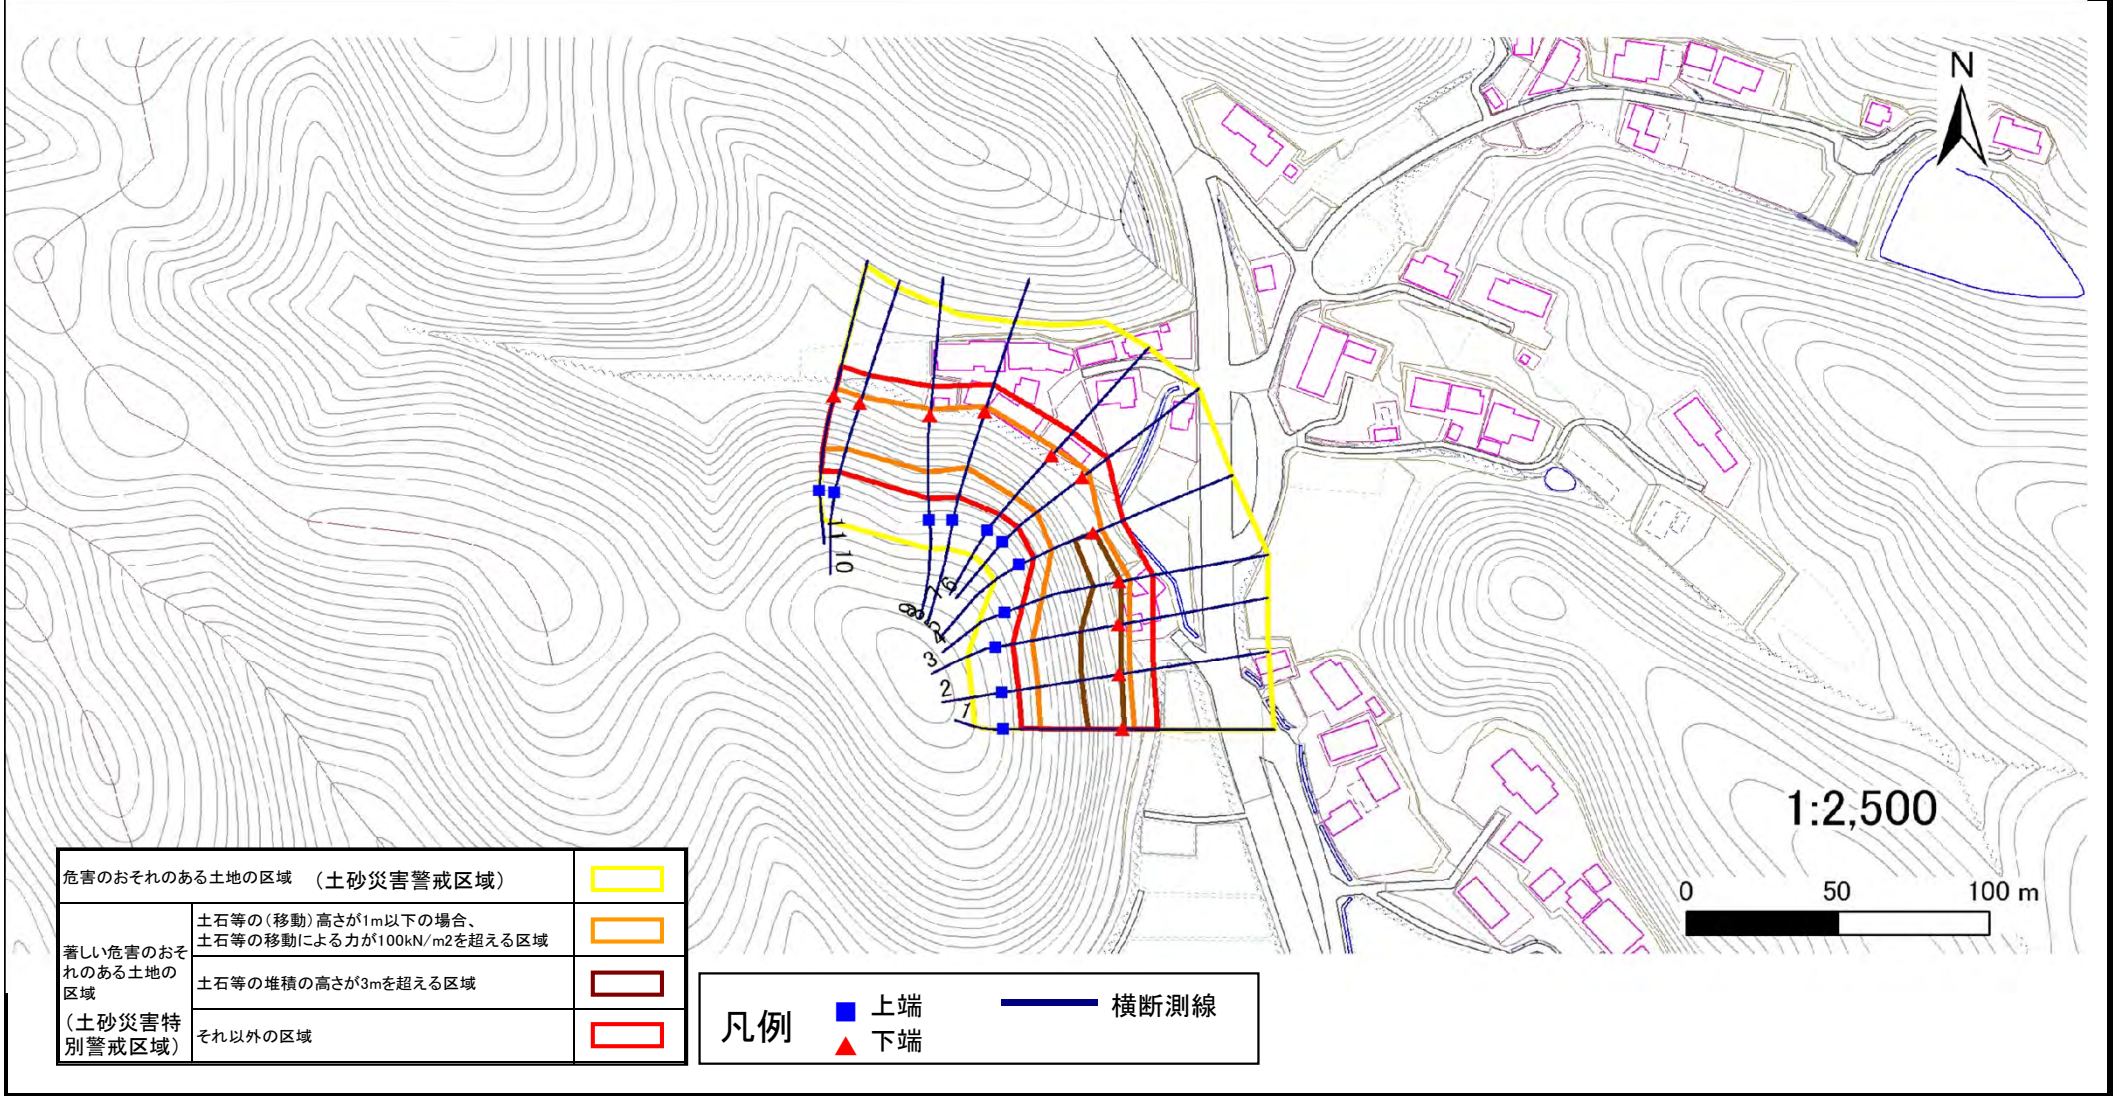 N
11
10
9
8
7
6
5
4
3
2
1
1:2,500
0 50 100 m
危害のおそれのある土地の区域 （土砂災害警戒区域）
著しい危害のおそ
れのある土地の
区域
（土砂災害特
別警戒区域）
土石等の（移動）高さが1m以下の場合、
土石等の移動による力が100kN/m2を超える区域
土石等の堆積の高さが3mを超える区域
それ以外の区域
凡例
上端
下端
横断測線